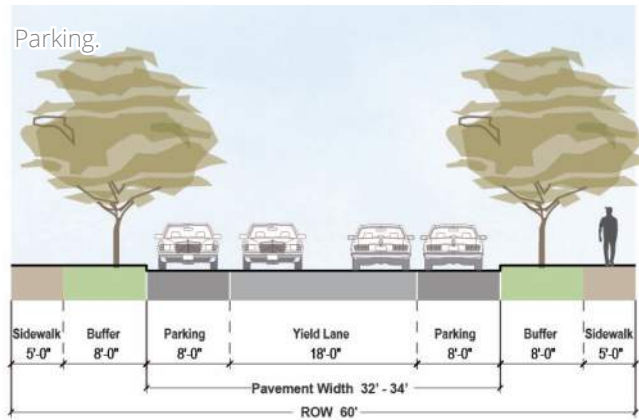 Parking.
Sidewalk Buffer Parking Yield Lane Parking Buffer Sidewalk
5'-0" 8'-0" 8'-0" 18'-0" 8'-0" 8'-0" 5'-0"
Pavement Width 32' - 34'
ROW 60'